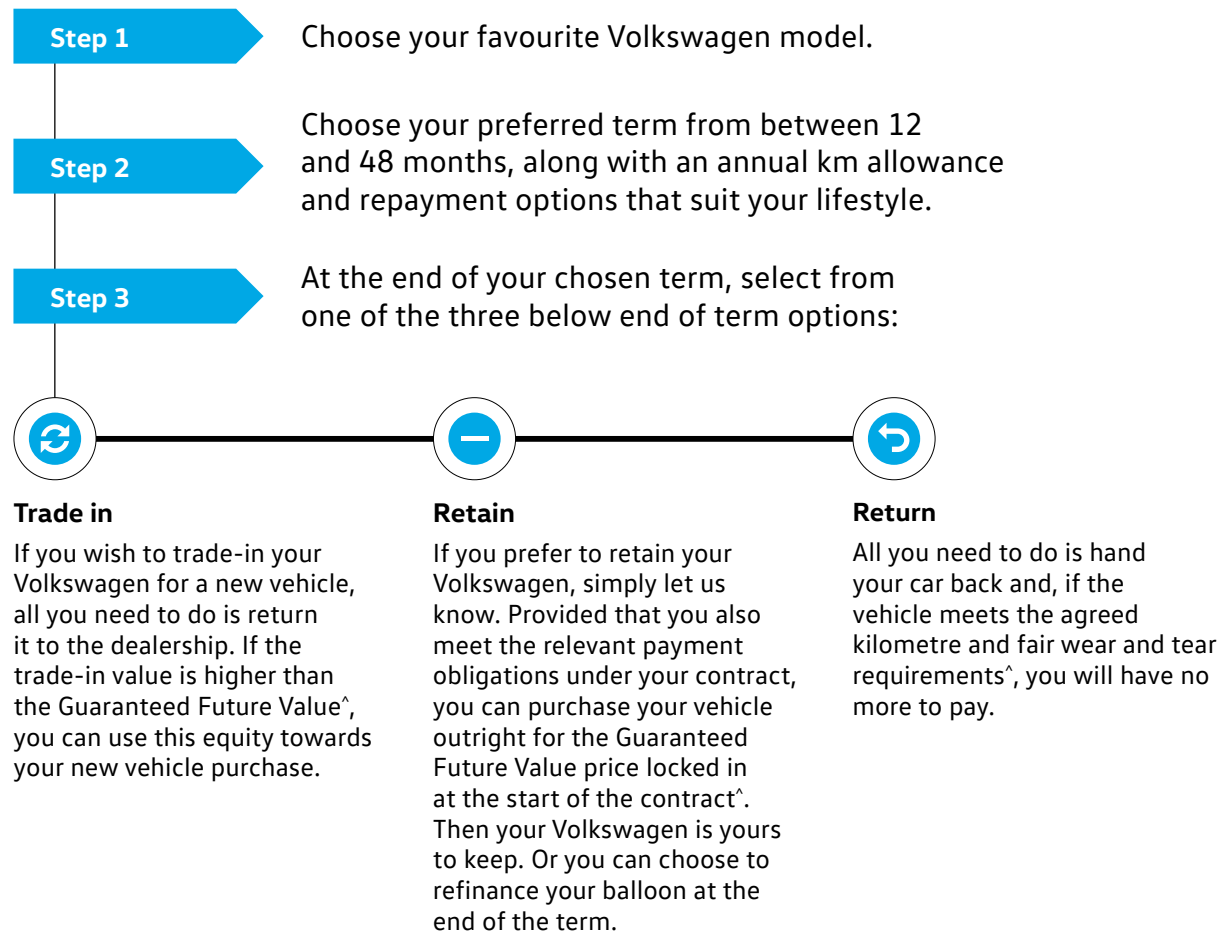 Step 1
Choose your favourite Volkswagen model.
Step 2
Choose your preferred term from between 12
and 48 months, along with an annual km allowance
and repayment options that suit your lifestyle.
Step 3
At the end of your chosen term, select from
one of the three below end of term options:
Trade in
If you wish to trade-in your
Volkswagen for a new vehicle,
all you need to do is return
it to the dealership. If the
trade-in value is higher than
the Guaranteed Future Value^,
you can use this equity towards
your new vehicle purchase.
Retain
If you prefer to retain your
Volkswagen, simply let us
know. Provided that you also
meet the relevant payment
obligations under your contract,
you can purchase your vehicle
outright for the Guaranteed
Future Value price locked in
at the start of the contract^.
Then your Volkswagen is yours
to keep. Or you can choose to
refinance your balloon at the
end of the term.
Return
All you need to do is hand
your car back and, if the
vehicle meets the agreed
kilometre and fair wear and tear
requirements^, you will have no
more to pay.